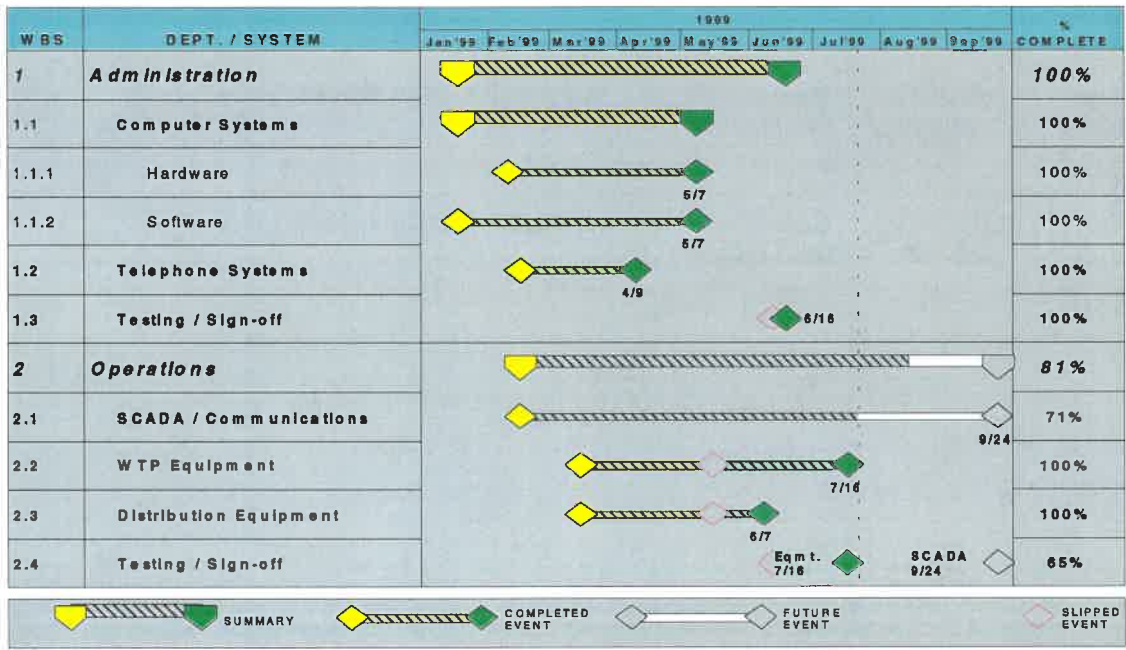 1999
WBS DEPT. / SYSTEM Jan'99 Feb'99 Mar'99 Apr'99 May'99 Jun'99 Jul'99 Aug'99 Sep'99 % COMPLETE
1 Administration 100%
1.1 Computer Systems 100%
1.1.1 Hardware 100%
5/7
1.1.2 Software 100%
5/7
1.2 Telephone Systems 100%
4/9
1.3 Testing / Sign-off 6/16 100%
2 Operations 81%
2.1 SCADA / Communications 71%
9/24
2.2 WTP Equipment 100%
7/16
2.3 Distribution Equipment 100%
6/7
2.4 Testing / Sign-off Eqmt. 7/16 SCADA 9/24 65%
SUMMARY
COMPLETED EVENT
FUTURE EVENT
SLIPPED EVENT